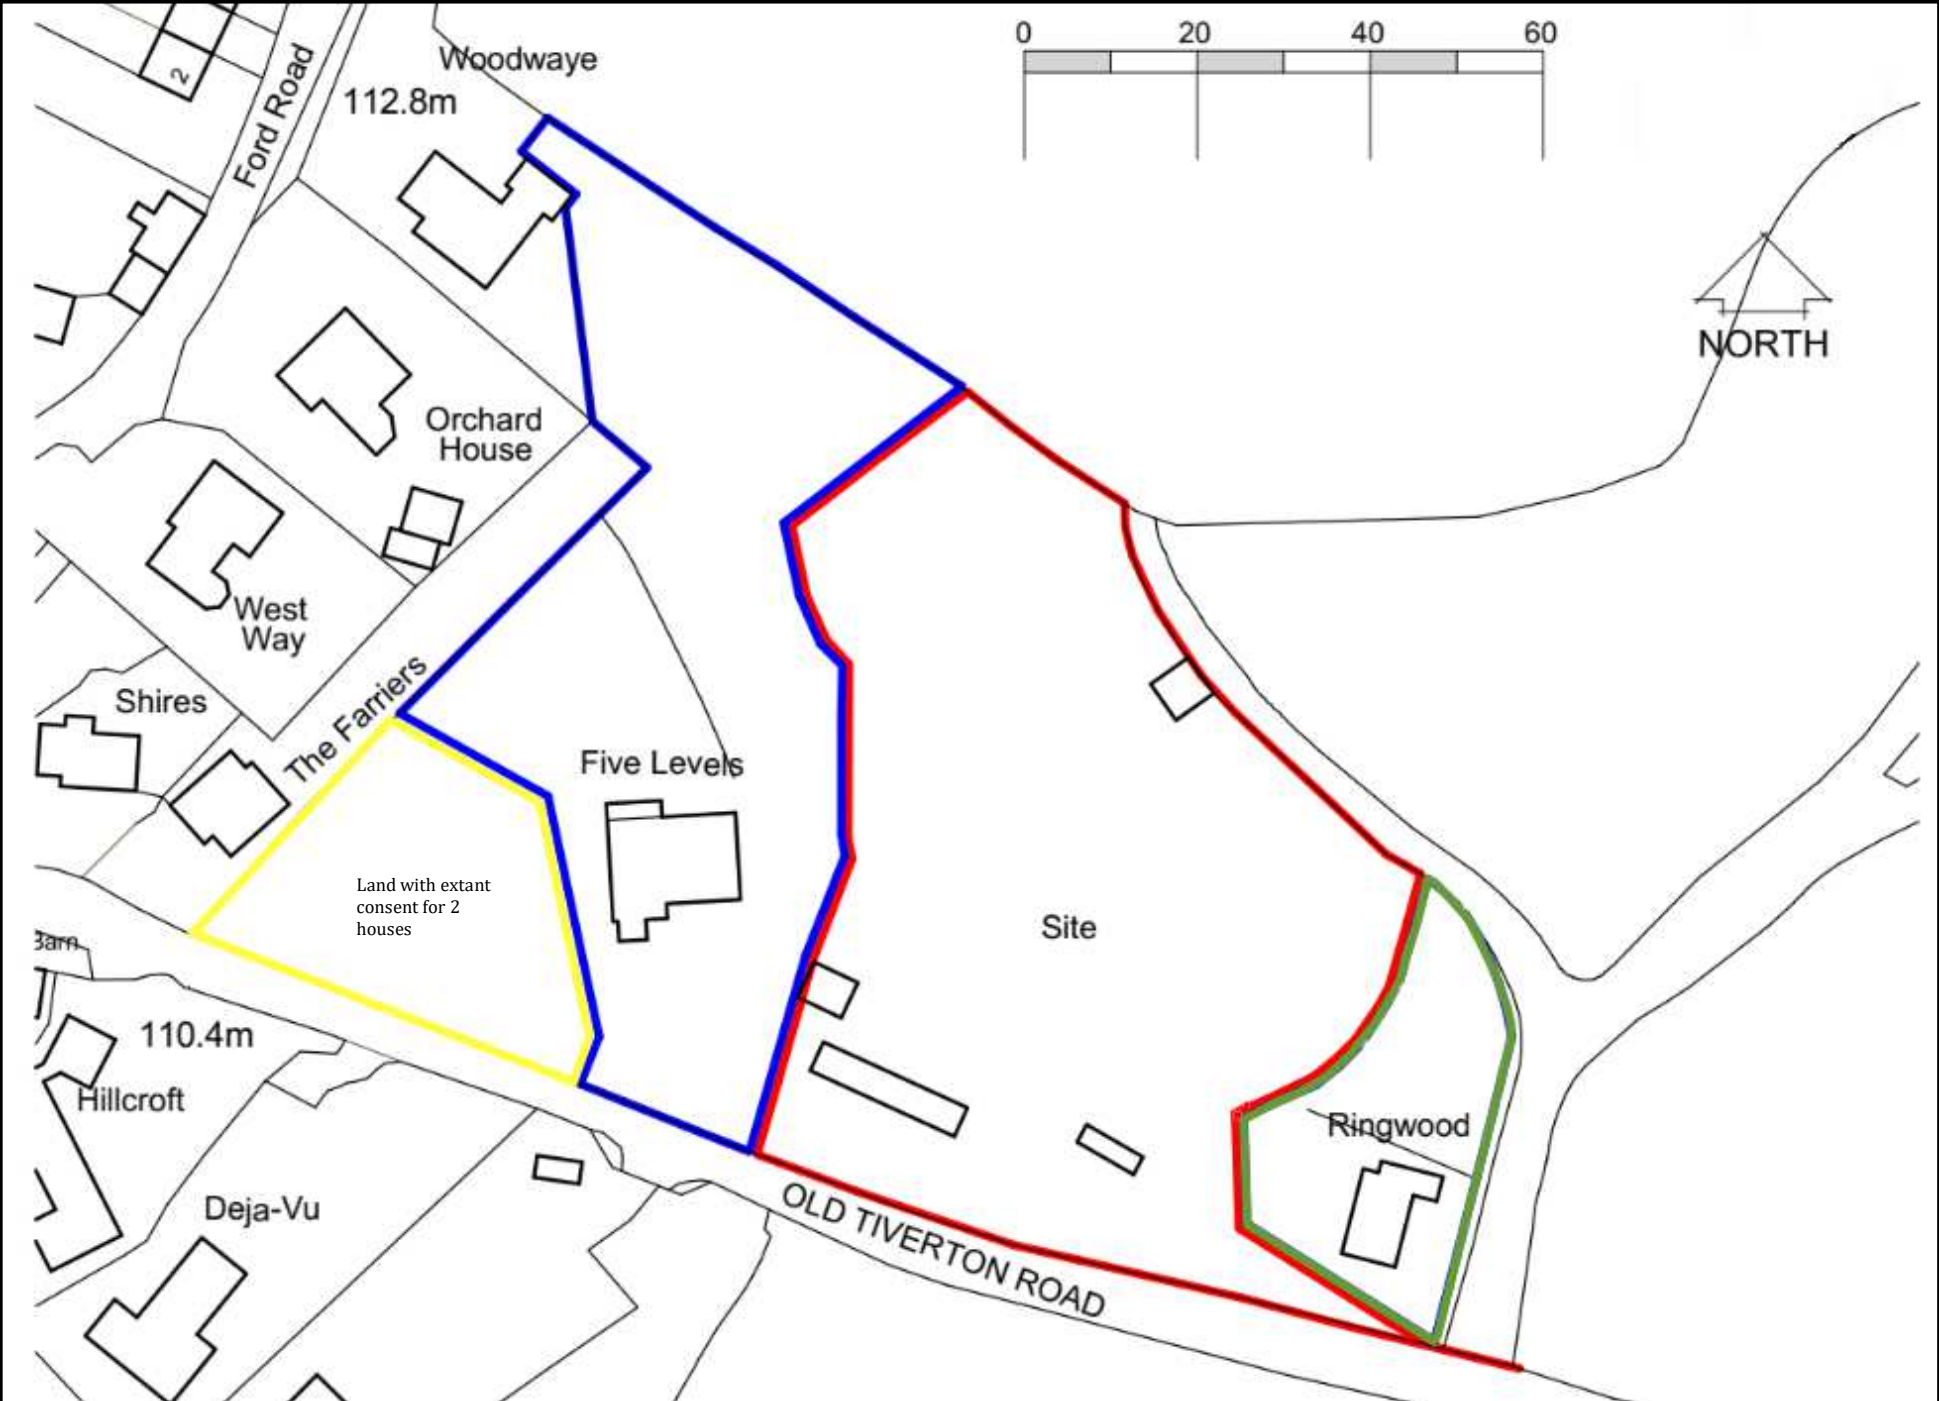 0 20 40 60
Woodwaye
112.8m
2
Ford Road
NORTH
Orchard
House
West
Way
The Farriers
Shires
Five Levels
Land with extant
consent for 2
houses
Site
Barn
110.4m
Hillcroft
Ringwood
Deja-Vu
OLD TIVERTON ROAD